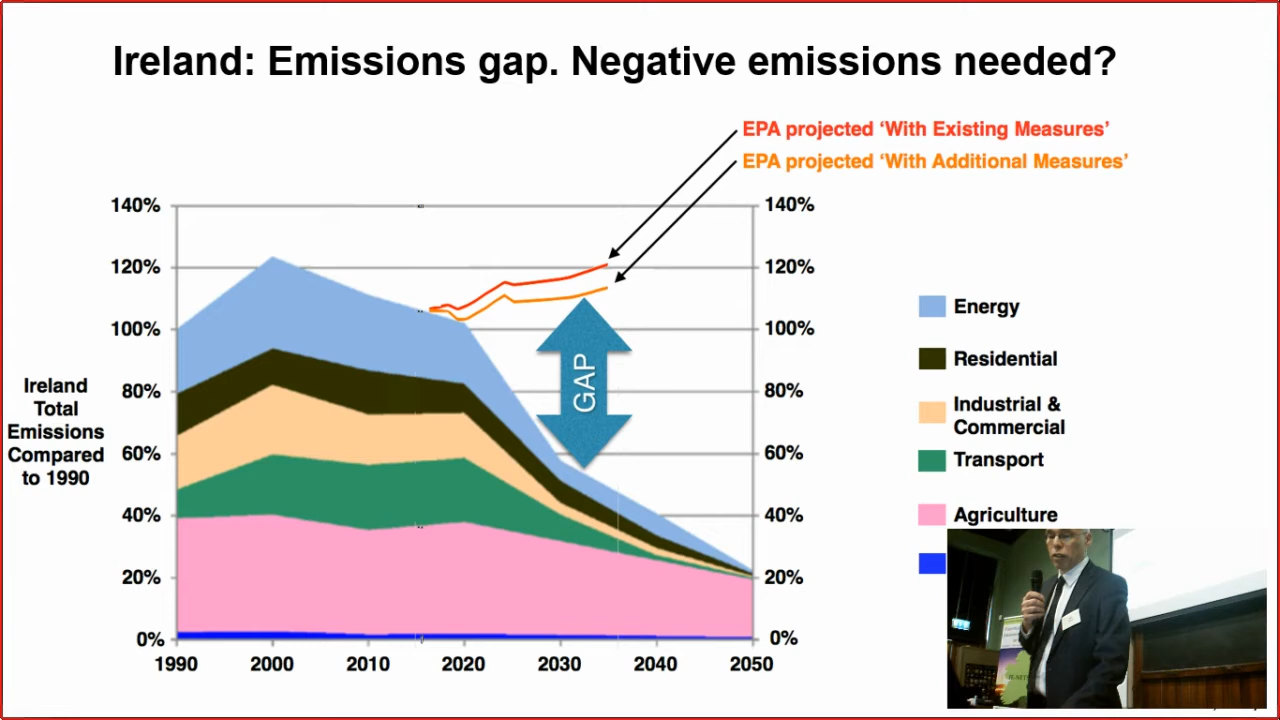 Ireland: Emissions gap. Negative emissions needed?
EPA projected ‘With Existing Measures’
EPA projected ‘With Additional Measures’
140%
120%
100%
80%
60%
40%
20%
0%
Ireland
Total
Emissions
Compared
to 1990
GAP
140%
120%
100%
80%
60%
40%
20%
0%
1990
2000
2010
2020
2030
2040
2050
Energy
Residential
Industrial &
Commercial
Transport
Agriculture